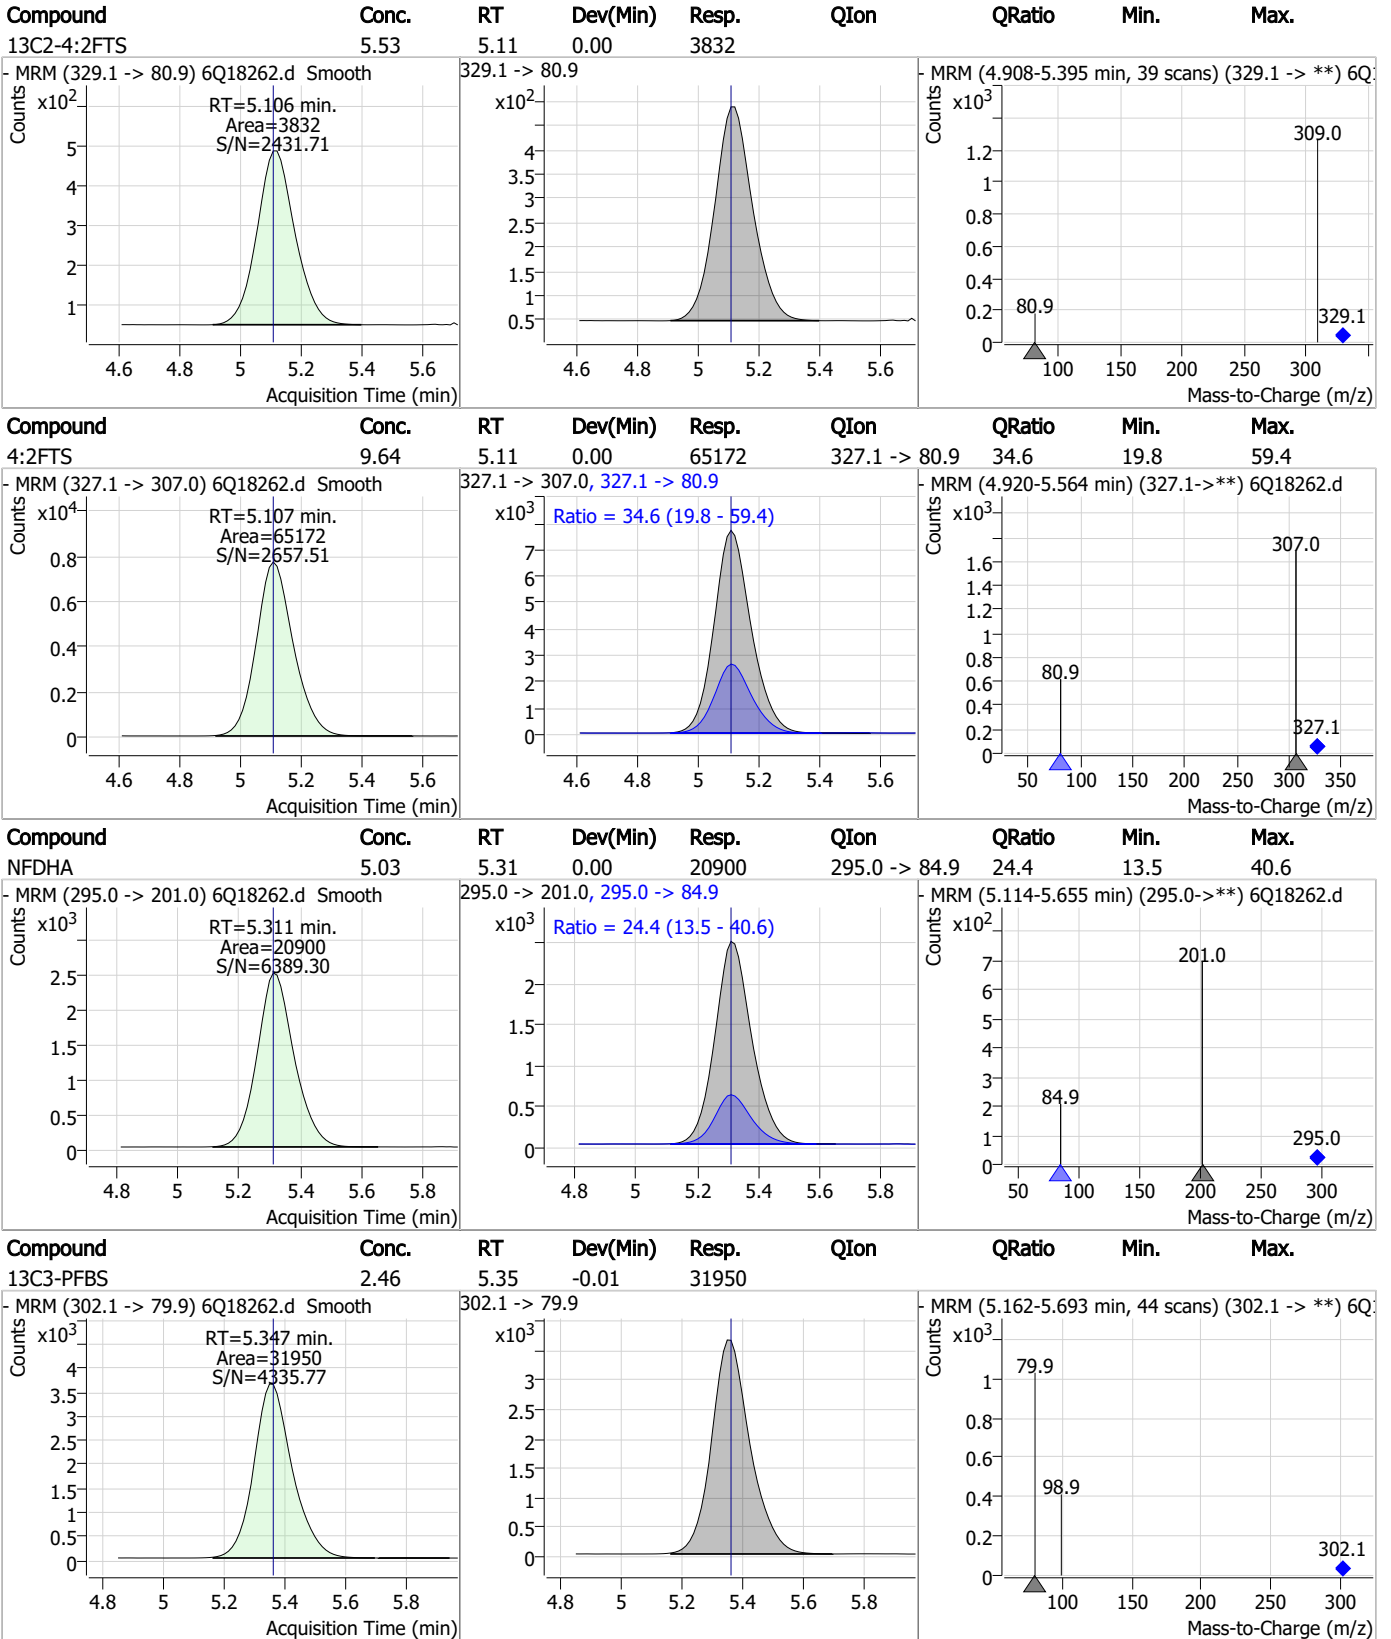 Compound Conc. RT Dev(Min) Resp. QIon QRatio Min. Max.
13C2-4:2FTS 5.53 5.11 0.00 3832
- MRM (329.1 -> 80.9) 6Q18262.d Smooth
Counts
x10²
RT=5.106 min.
Area=3832
S/N=2431.71
5
4
3
2
1
4.6 4.8 5 5.2 5.4 5.6
Acquisition Time (min)
329.1 -> 80.9
x10²
4
3.5
3
2.5
2
1.5
1
0.5
4.6 4.8 5 5.2 5.4 5.6
- MRM (4.908-5.395 min, 39 scans) (329.1 -> **) 6Q1
Counts
x10³
309.0
1.2
1
0.8
0.6
0.4
0.2
0
80.9
329.1
100 150 200 250 300
Mass-to-Charge (m/z)
Compound Conc. RT Dev(Min) Resp. QIon QRatio Min. Max.
4:2FTS 9.64 5.11 0.00 65172 327.1 -> 80.9 34.6 19.8 59.4
- MRM (327.1 -> 307.0) 6Q18262.d Smooth
Counts
x10⁴
RT=5.107 min.
Area=65172
S/N=2657.51
0.8
0.6
0.4
0.2
0
4.6 4.8 5 5.2 5.4 5.6
Acquisition Time (min)
327.1 -> 307.0, 327.1 -> 80.9
x10³
Ratio = 34.6 (19.8 - 59.4)
7
6
5
4
3
2
1
0
4.6 4.8 5 5.2 5.4 5.6
- MRM (4.920-5.564 min) (327.1->**) 6Q18262.d
Counts
x10³
307.0
1.6
1.4
1.2
1
0.8
0.6
0.4
0.2
0
80.9
327.1
50 100 150 200 250 300 350
Mass-to-Charge (m/z)
Compound Conc. RT Dev(Min) Resp. QIon QRatio Min. Max.
NFDHA 5.03 5.31 0.00 20900 295.0 -> 84.9 24.4 13.5 40.6
- MRM (295.0 -> 201.0) 6Q18262.d Smooth
Counts
x10³
RT=5.311 min.
Area=20900
S/N=6389.30
2.5
2
1.5
1
0.5
0
4.8 5 5.2 5.4 5.6 5.8
Acquisition Time (min)
295.0 -> 201.0, 295.0 -> 84.9
x10³
Ratio = 24.4 (13.5 - 40.6)
2
1.5
1
0.5
0
4.8 5 5.2 5.4 5.6 5.8
- MRM (5.114-5.655 min) (295.0->**) 6Q18262.d
Counts
x10²
201.0
7
6
5
4
3
2
1
0
84.9
295.0
50 100 150 200 250 300
Mass-to-Charge (m/z)
Compound Conc. RT Dev(Min) Resp. QIon QRatio Min. Max.
13C3-PFBS 2.46 5.35 -0.01 31950
- MRM (302.1 -> 79.9) 6Q18262.d Smooth
Counts
x10³
RT=5.347 min.
Area=31950
S/N=4335.77
4
3.5
3
2.5
2
1.5
1
0.5
0
4.8 5 5.2 5.4 5.6 5.8
Acquisition Time (min)
302.1 -> 79.9
x10³
3
2.5
2
1.5
1
0.5
0
4.8 5 5.2 5.4 5.6 5.8
- MRM (5.162-5.693 min, 44 scans) (302.1 -> **) 6Q1
Counts
x10³
79.9
1
0.8
0.6
0.4
0.2
0
98.9
302.1
100 150 200 250 300
Mass-to-Charge (m/z)